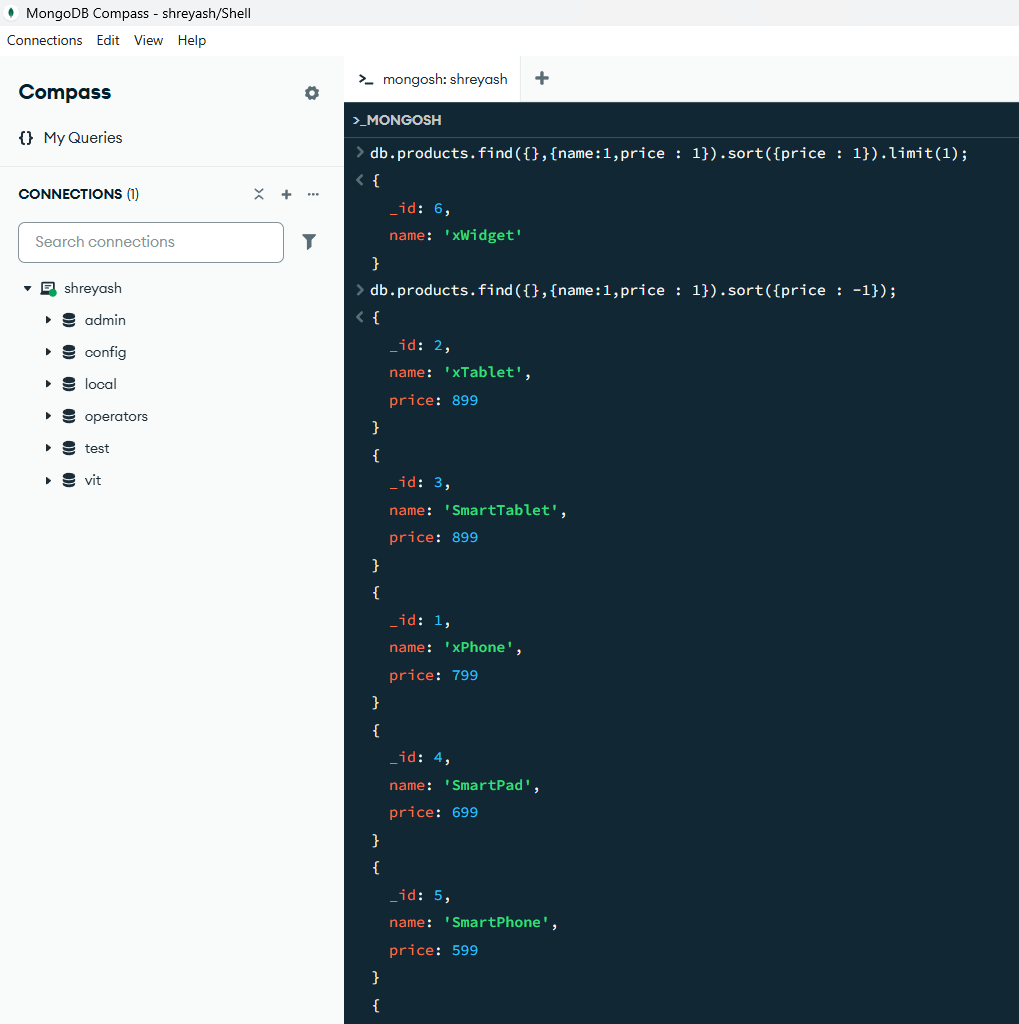 MongoDB Compass - shreyash/Shell
Connections Edit View Help
Compass
{} My Queries
CONNECTIONS (1)
Search connections
shreyash
admin
config
local
operators
test
vit
>_ mongosh: shreyash +
>_MONGOSH
> db.products.find({},{name:1,price : 1}).sort({price : 1}).limit(1);
< {
_id: 6,
name: 'xWidget'
}
> db.products.find({},{name:1,price : 1}).sort({price : -1});
< {
_id: 2,
name: 'xTablet',
price: 899
}
{
_id: 3,
name: 'SmartTablet',
price: 899
}
{
_id: 1,
name: 'xPhone',
price: 799
}
{
_id: 4,
name: 'SmartPad',
price: 699
}
{
_id: 5,
name: 'SmartPhone',
price: 599
}
{